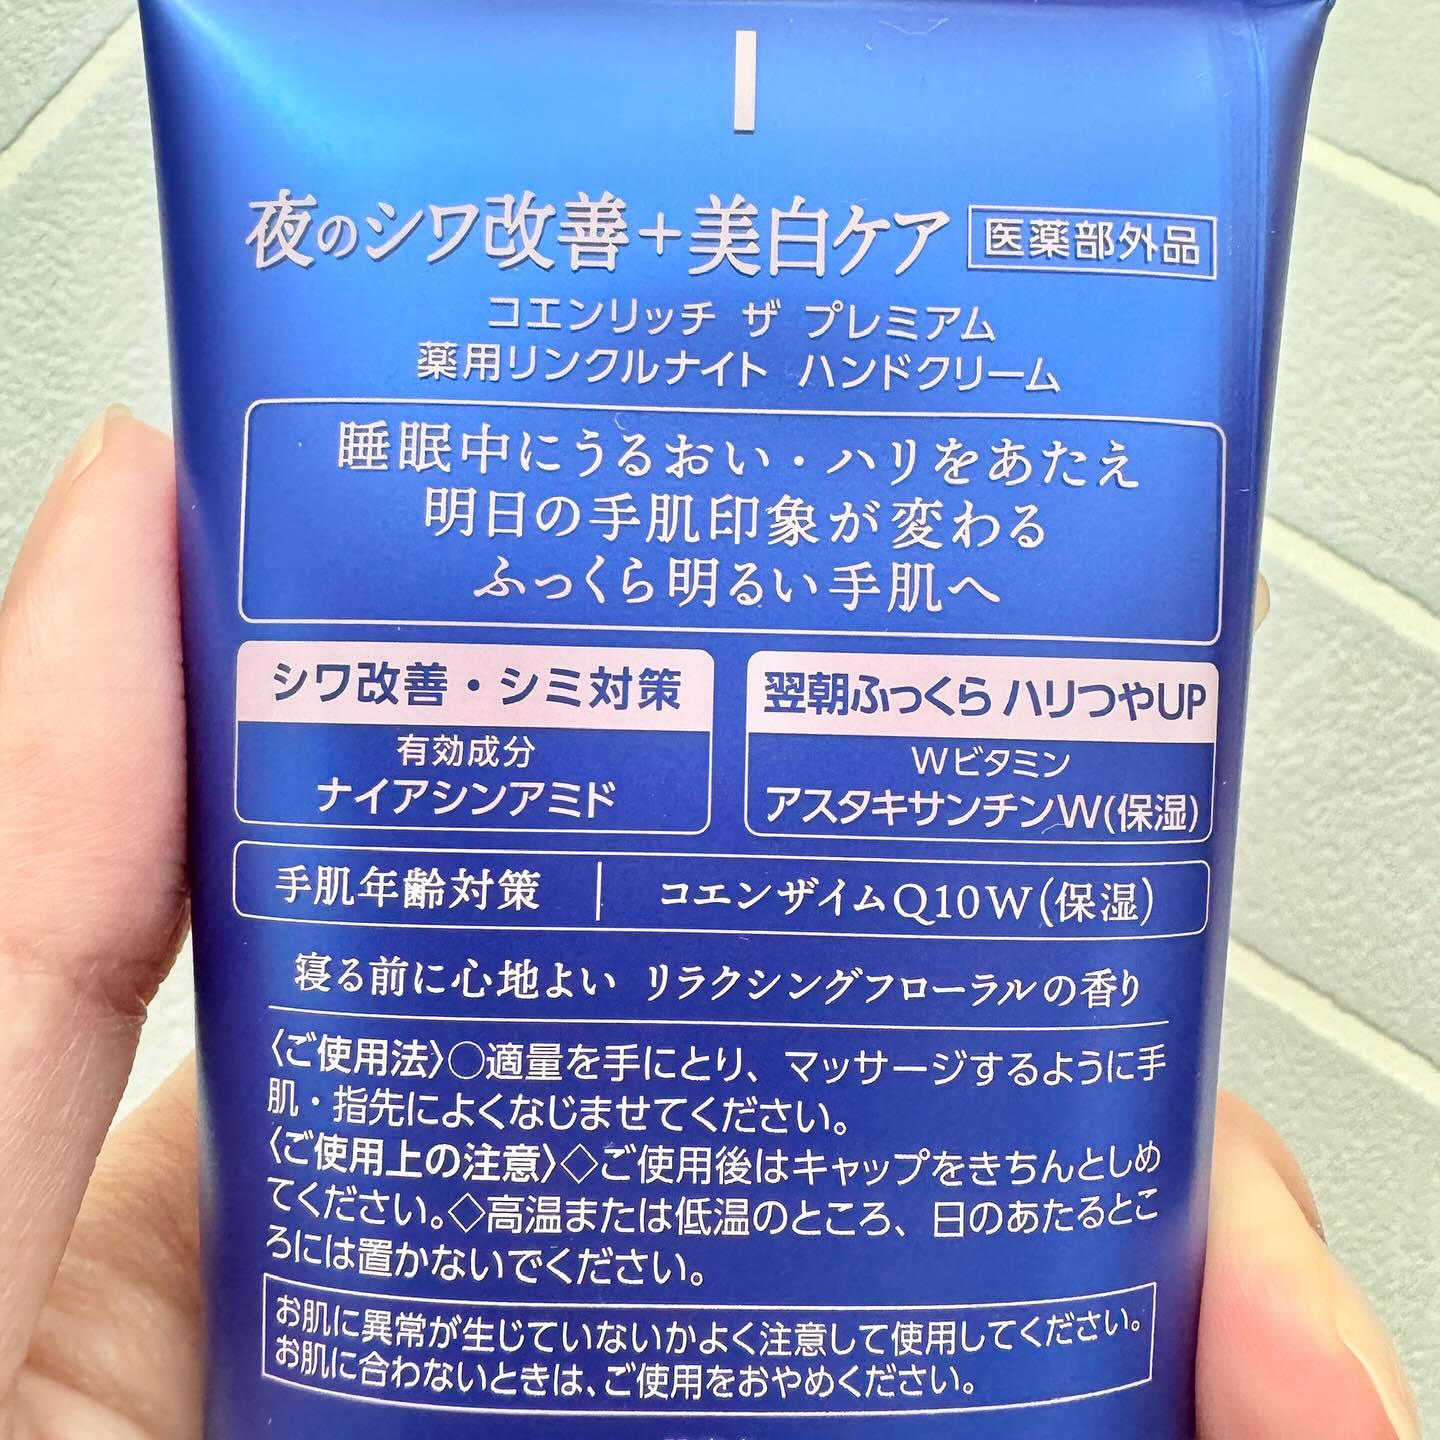 夜のシワ改善+美白ケア 医薬部外品
コエンリッチ ザ プレミアム
薬用リンクルナイト ハンドクリーム
睡眠中にうるおい・ハリをあたえ
明日の手肌印象が変わる
ふっくら明るい手肌へ
シワ改善・シミ対策
有効成分
ナイアシンアミド
翌朝ふっくら ハリつやUP
Wビタミン
アスタキサンチンW(保湿)
手肌年齢対策 | コエンザイムQ10W(保湿)
寝る前に心地よい リラクシングフローラルの香り
〈ご使用法〉○適量を手にとり、マッサージするように手
肌・指先によくなじませてください。
〈ご使用上の注意〉◇ご使用後はキャップをきちんとしめ
てください。◇高温または低温のところ、日のあたるとこ
ろには置かないでください。
お肌に異常が生じていないかよく注意して使用してください。
お肌に合わないときは、ご使用をおやめください。